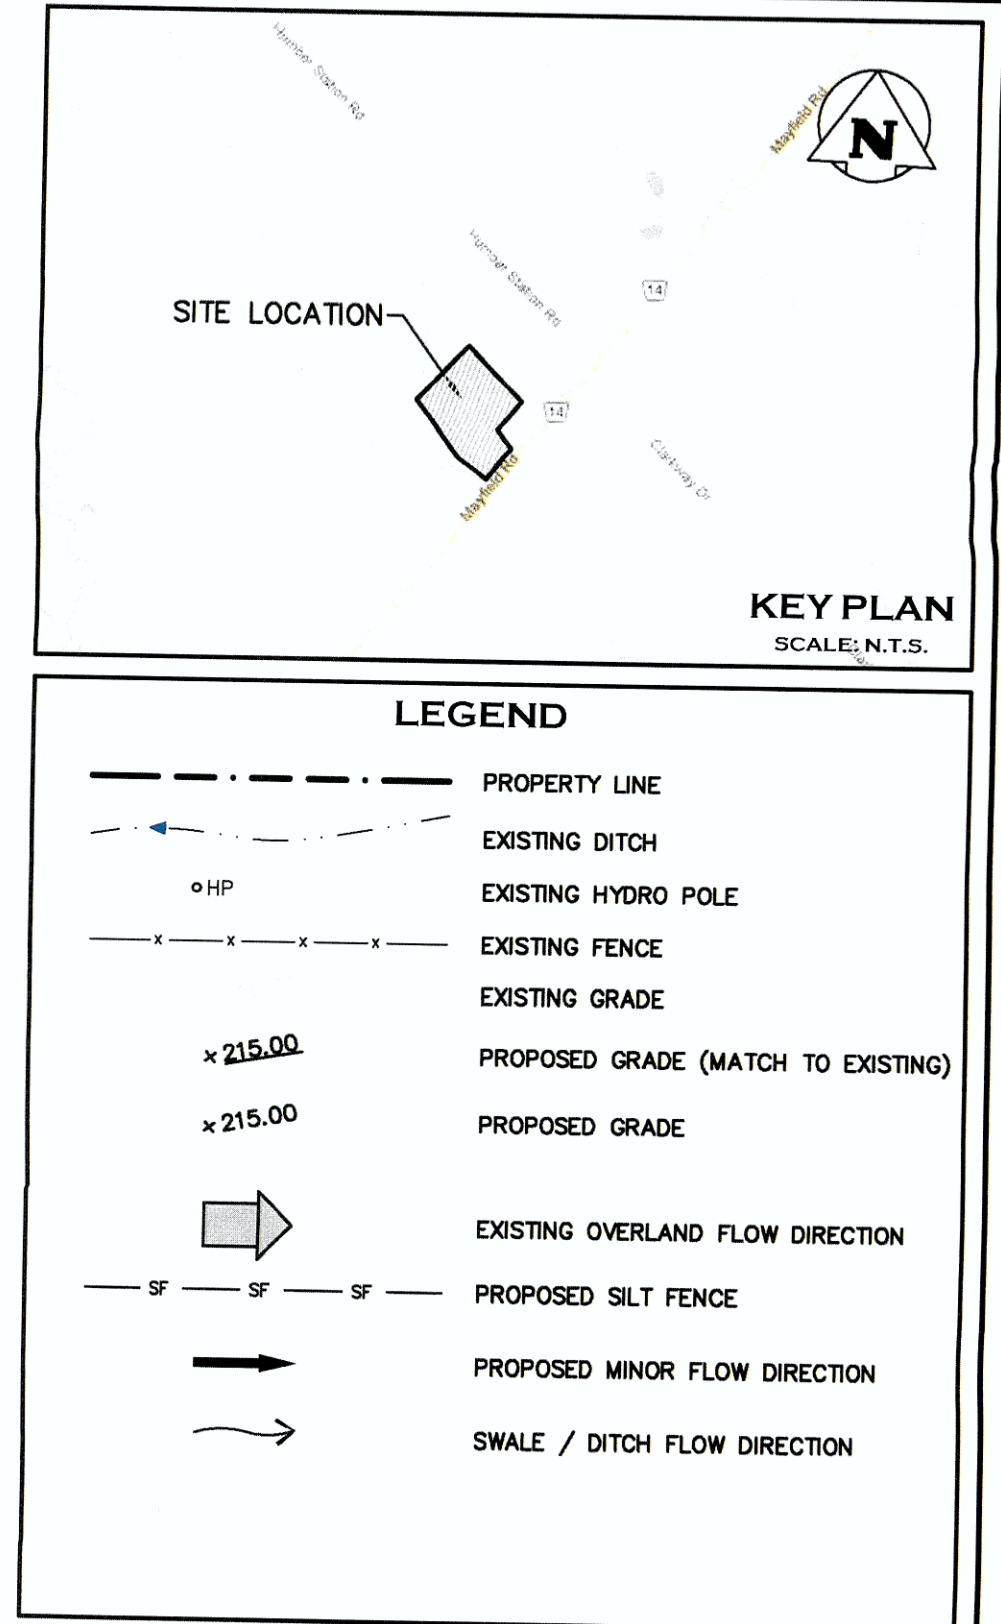 Humber Station Rd
Mayfield Rd
N
Humber Station Rd
14
SITE LOCATION
14
Mayfield Rd
Clarkway Dr
KEY PLAN
SCALE: N.T.S.
LEGEND
PROPERTY LINE
EXISTING DITCH
HP EXISTING HYDRO POLE
x x x x EXISTING FENCE
EXISTING GRADE
x 215.00 PROPOSED GRADE (MATCH TO EXISTING)
x 215.00 PROPOSED GRADE
EXISTING OVERLAND FLOW DIRECTION
SF SF SF PROPOSED SILT FENCE
PROPOSED MINOR FLOW DIRECTION
SWALE / DITCH FLOW DIRECTION